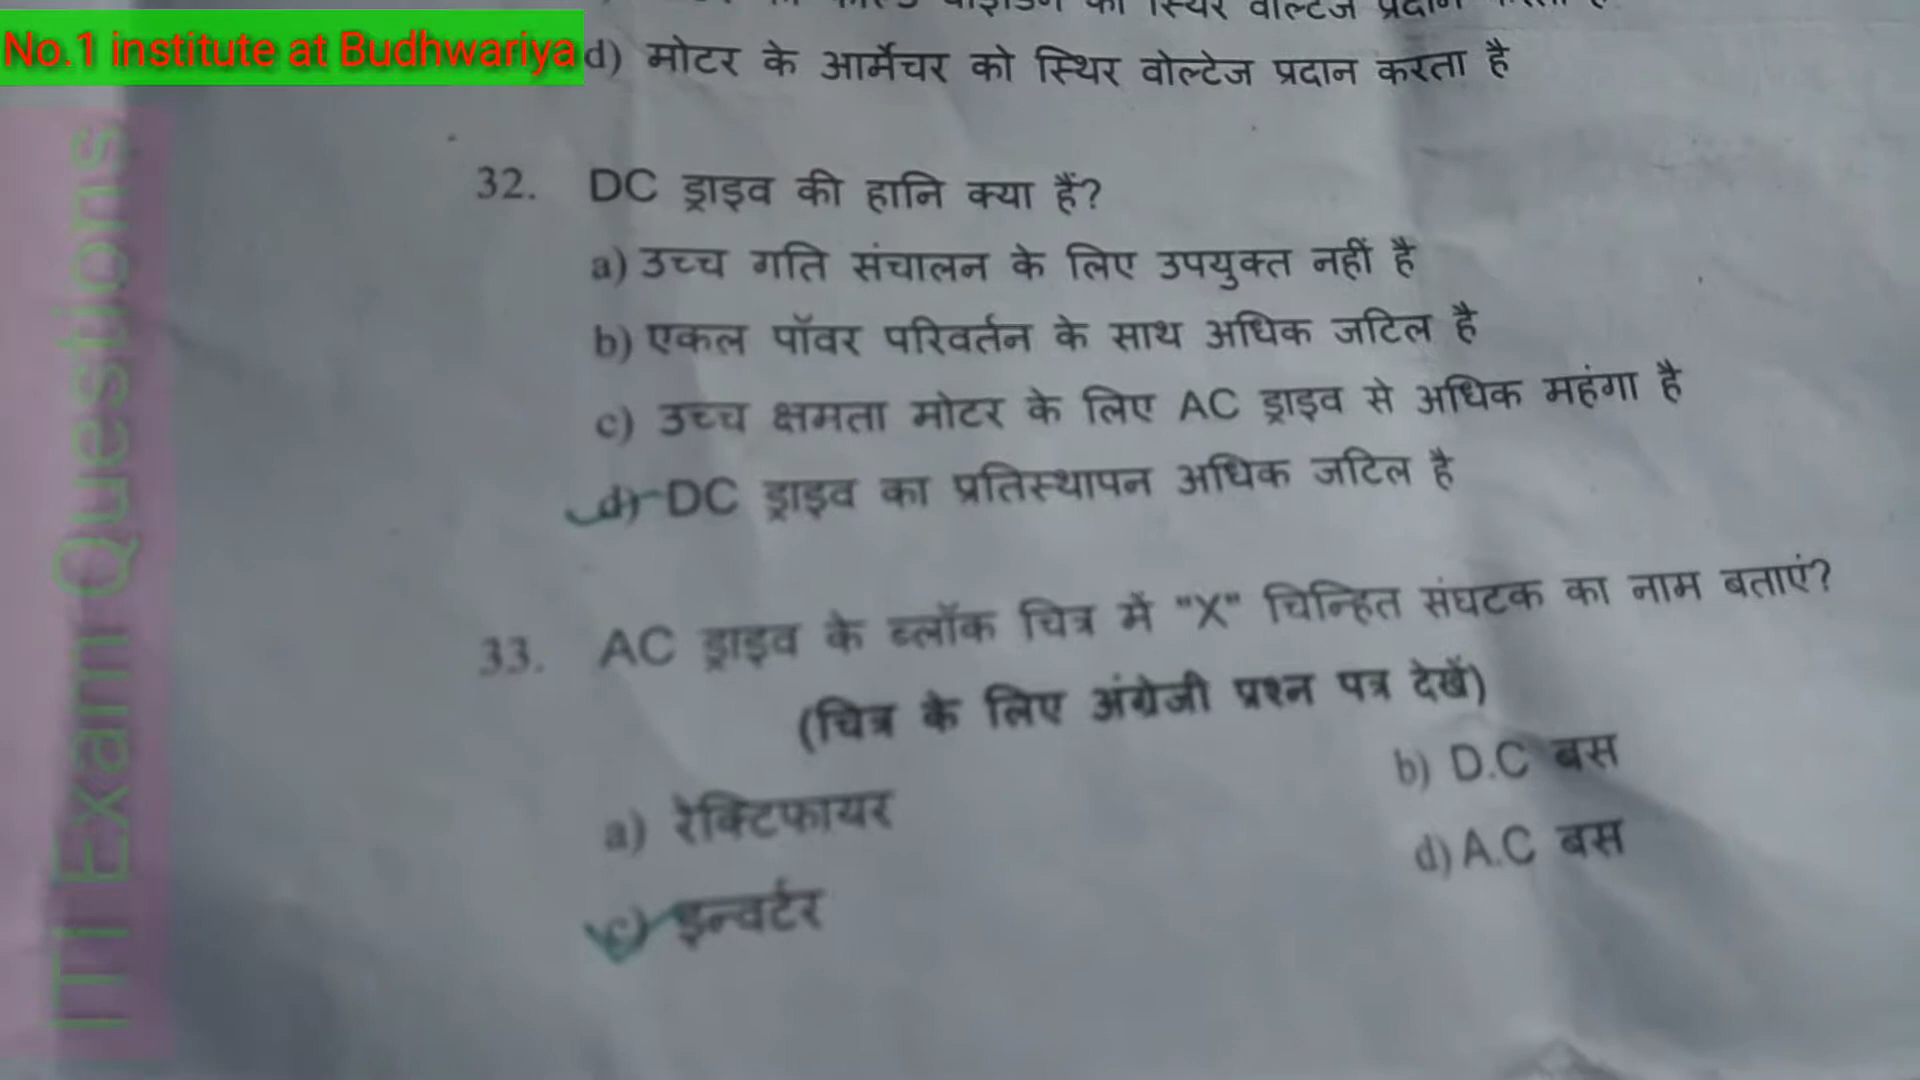 No.1 institute at Budhwariya
स्थिर वोल्टेज प्रदान
d) मोटर के आर्मेचर को स्थिर वोल्टेज प्रदान करता है
32. DC ड्राइव की हानि क्या हैं?
a) उच्च गति संचालन के लिए उपयुक्त नहीं है
b) एकल पॉवर परिवर्तन के साथ अधिक जटिल है
c) उच्च क्षमता मोटर के लिए AC ड्राइव से अधिक महंगा है
d) DC ड्राइव का प्रतिस्थापन अधिक जटिल है
33. AC ड्राइव के ब्लॉक चित्र में "X" चिन्हित संघटक का नाम बताएं?
(चित्र के लिए अंग्रेजी प्रश्न पत्र देखें)
a) रेक्टिफायर
b) D.C बस
c) इन्वर्टर
d) A.C बस
ITI Exam Questions